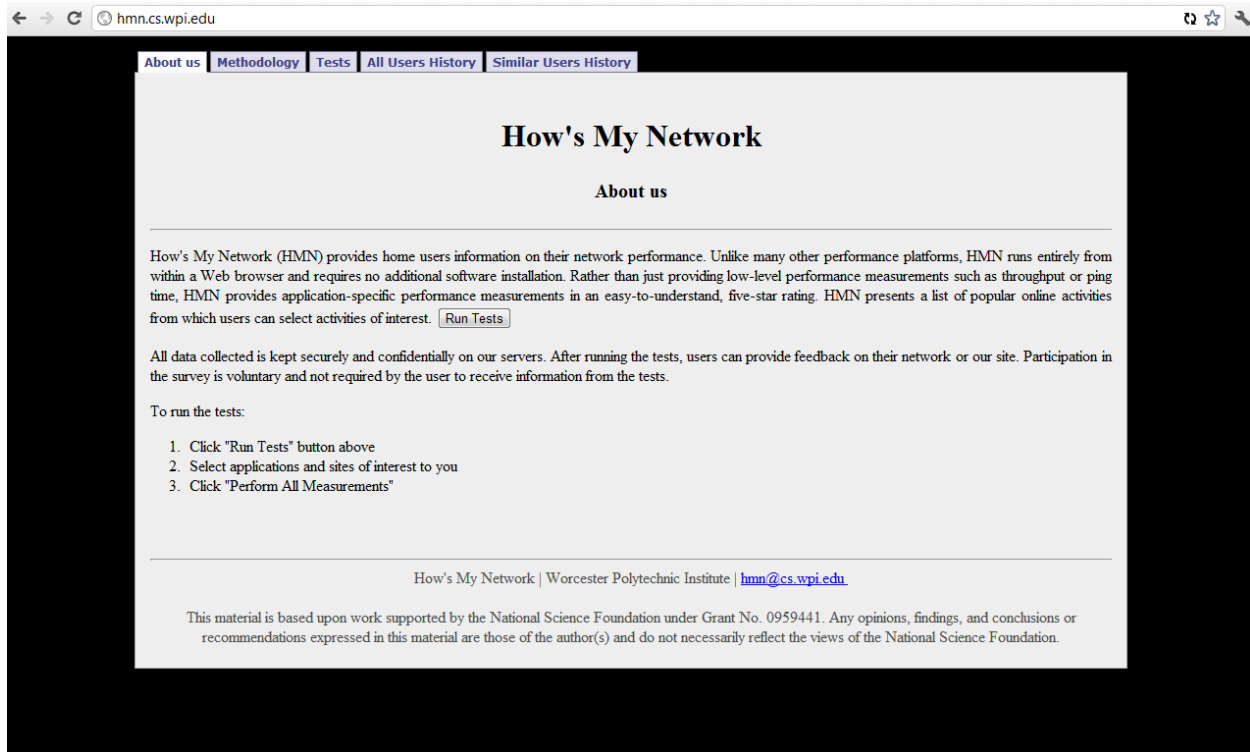 hmn.cs.wpi.edu
About us Methodology Tests All Users History Similar Users History
How's My Network
About us
How's My Network (HMN) provides home users information on their network performance. Unlike many other performance platforms, HMN runs entirely from
within a Web browser and requires no additional software installation. Rather than just providing low-level performance measurements such as throughput or ping
time, HMN provides application-specific performance measurements in an easy-to-understand, five-star rating. HMN presents a list of popular online activities
from which users can select activities of interest. Run Tests
All data collected is kept securely and confidentially on our servers. After running the tests, users can provide feedback on their network or our site. Participation in
the survey is voluntary and not required by the user to receive information from the tests.
To run the tests:
1. Click "Run Tests" button above
2. Select applications and sites of interest to you
3. Click "Perform All Measurements"
How's My Network | Worcester Polytechnic Institute | hmn@cs.wpi.edu
This material is based upon work supported by the National Science Foundation under Grant No. 0959441. Any opinions, findings, and conclusions or
recommendations expressed in this material are those of the author(s) and do not necessarily reflect the views of the National Science Foundation.